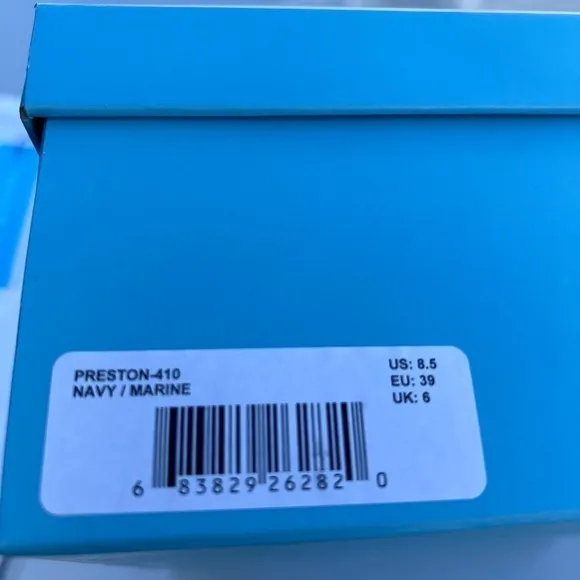 PRESTON-410
NAVY / MARINE
US: 8.5
EU: 39
UK: 6
6 83829 26282 0